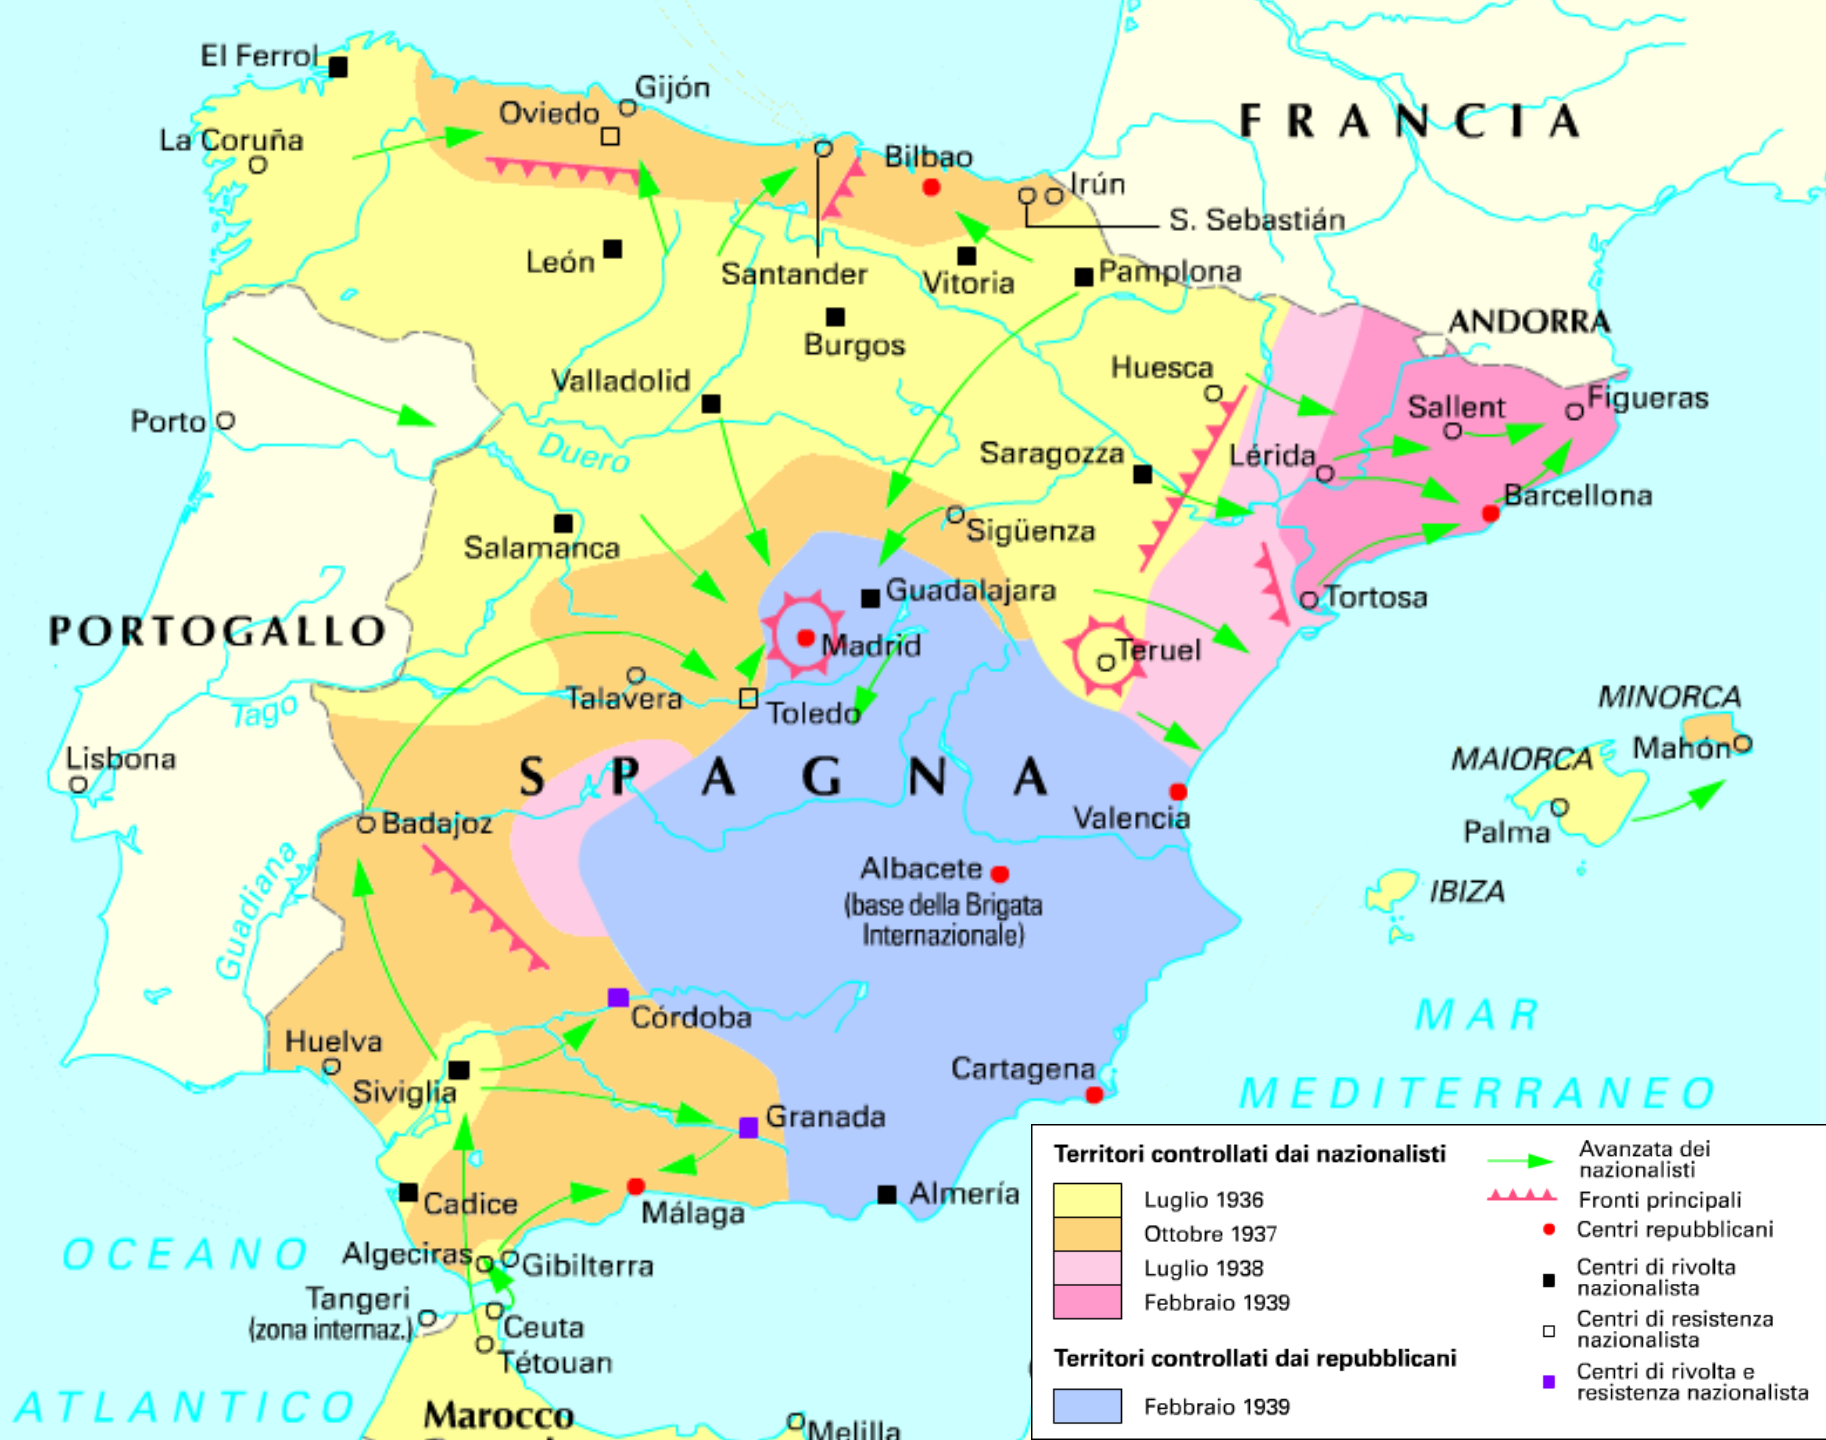 El Ferrol
Gijón
Oviedo
La Coruña
FRANCIA
Bilbao
Irún
S. Sebastián
León
Santander
Vitoria
Pamplona
Burgos
ANDORRA
Valladolid
Huesca
Sallent
Figueras
Porto
Duero
Saragozza
Lérida
Barcellona
Salamanca
Sigüenza
Guadalajara
Tortosa
PORTOGALLO
Madrid
Teruel
Talavera
Toledo
Tago
MINORCA
Mahón
Lisbona
MAIORCA
SPAGNA
Palma
Badajoz
Valencia
Guadiana
Albacete
(base della Brigata
Internazionale)
IBIZA
Córdoba
MAR
MEDITERRANEO
Huelva
Siviglia
Cartagena
Granada
Cadice
Málaga
Almería
OCEANO
ATLANTICO
Algeciras
Gibilterra
Tangeri
(zona internaz.)
Ceuta
Tétouan
Marocco
Melilla
Territori controllati dai nazionalisti
Luglio 1936
Ottobre 1937
Luglio 1938
Febbraio 1939
Territori controllati dai repubblicani
Febbraio 1939
Avanzata dei
nazionalisti
Fronti principali
Centri repubblicani
Centri di rivolta
nazionalista
Centri di resistenza
nazionalista
Centri di rivolta e
resistenza nazionalista